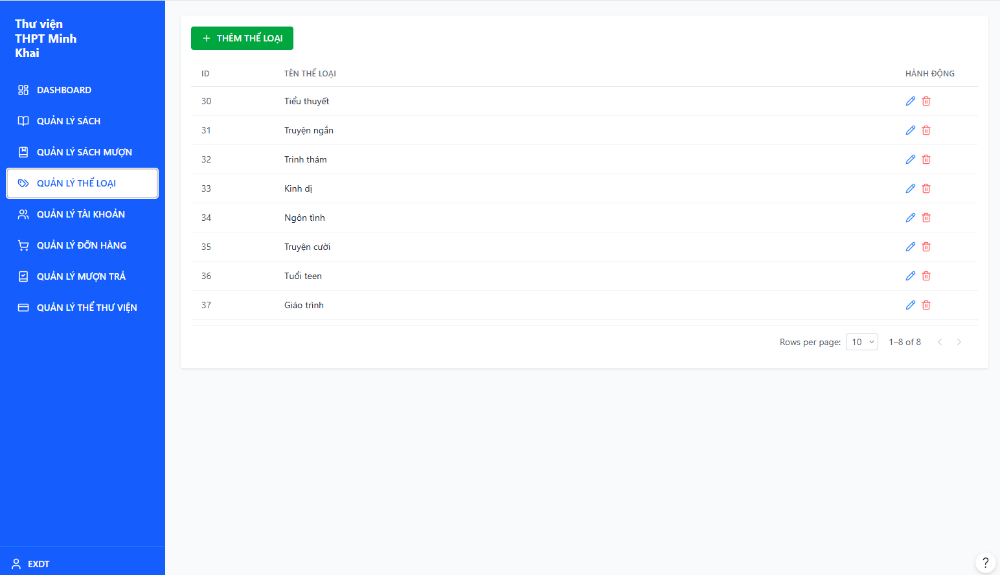 Thư viện
THPT Minh
Khai
DASHBOARD
QUẢN LÝ SÁCH
QUẢN LÝ SÁCH MƯỢN
QUẢN LÝ THỂ LOẠI
QUẢN LÝ TÀI KHOẢN
QUẢN LÝ ĐƠN HÀNG
QUẢN LÝ MƯỢN TRẢ
QUẢN LÝ THẺ THƯ VIỆN
EXDT
THÊM THỂ LOẠI
ID TÊN THỂ LOẠI HÀNH ĐỘNG
30 Tiểu thuyết
31 Truyện ngắn
32 Trinh thám
33 Kinh dị
34 Ngôn tình
35 Truyện cười
36 Tuổi teen
37 Giáo trình
Rows per page: 10 1–8 of 8
?